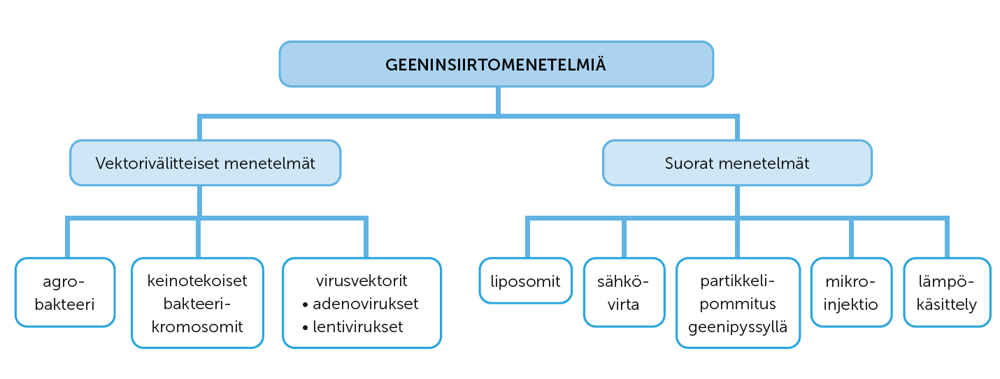 GEENINSIIRTOMENETELMIÄ
Vektorivälitteiset menetelmät
Suorat menetelmät
agro-
bakteeri
keinotekoiset
bakteeri-
kromosomit
virusvektorit
• adenovirukset
• lentivirukset
liposomit
sähkö-
virta
partikkeli-
pommitus
geenipyssyllä
mikro-
injektio
lämpö-
käsittely